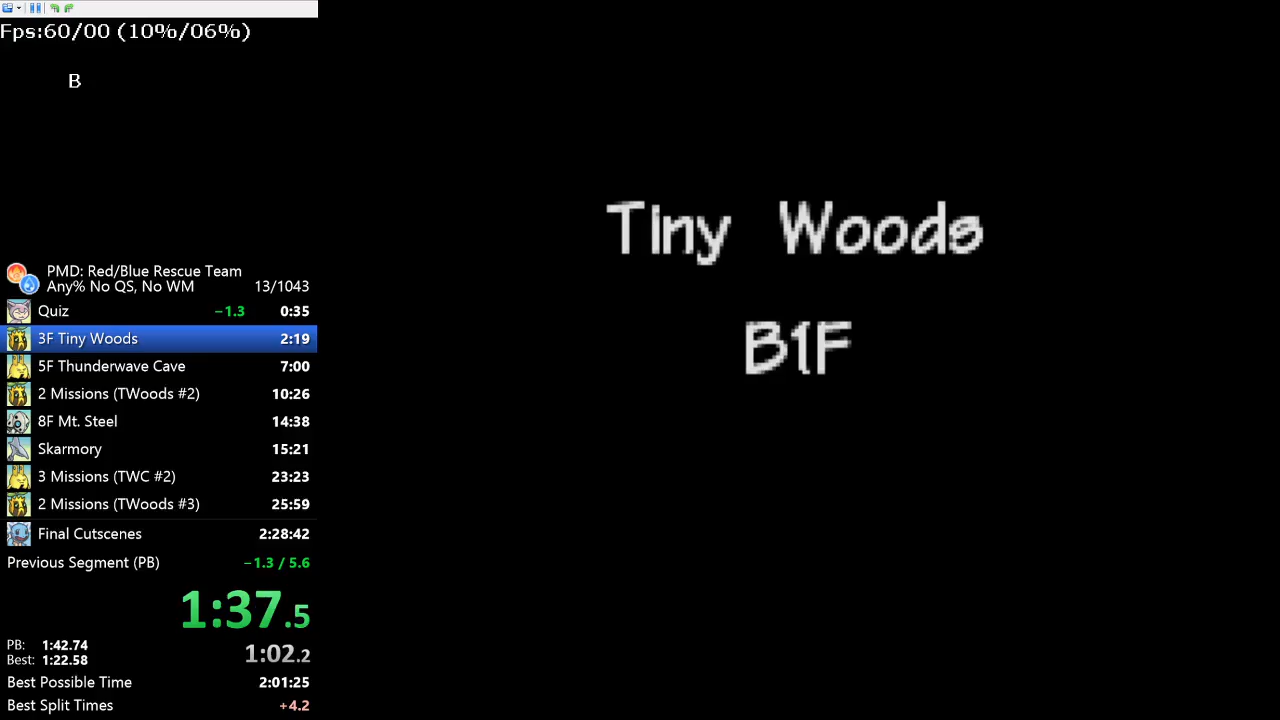 Fps:60/00 (10%/06%)
B
Tiny Woods
B1F
PMD: Red/Blue Rescue Team
Any% No QS, No WM 13/1043
Quiz −1.3 0:35
3F Tiny Woods 2:19
5F Thunderwave Cave 7:00
2 Missions (TWoods #2) 10:26
8F Mt. Steel 14:38
Skarmory 15:21
3 Missions (TWC #2) 23:23
2 Missions (TWoods #3) 25:59
Final Cutscenes 2:28:42
Previous Segment (PB) −1.3 / 5.6
1:37.5
PB: 1:42.74
Best: 1:22.58
1:02.2
Best Possible Time 2:01:25
Best Split Times +4.2